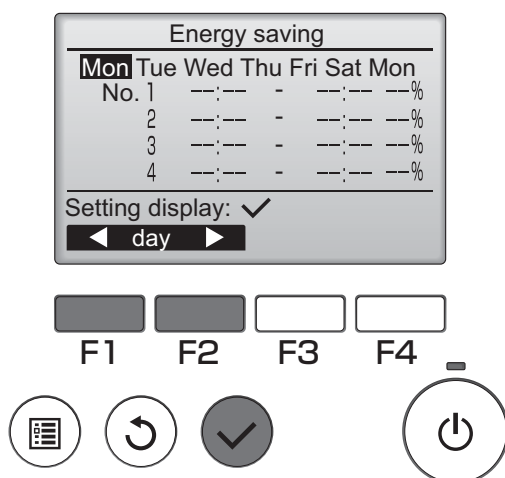 Energy saving
Mon Tue Wed Thu Fri Sat Mon
No. 1 --:-- - --:-- --%
2 --:-- - --:-- --%
3 --:-- - --:-- --%
4 --:-- - --:-- --%
Setting display: ✓
◀ day ▶
F1 F2 F3 F4